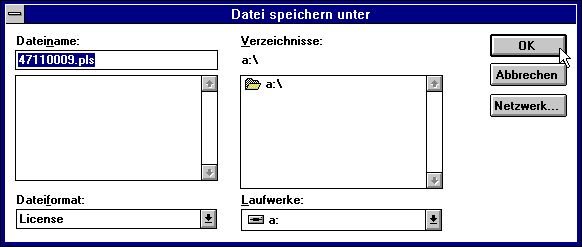 Datei speichern unter
Dateiname:
47110009.pls
Verzeichnisse:
a:\
a:\
OK
Abbrechen
Netzwerk...
Dateiformat:
License
Laufwerke:
a: